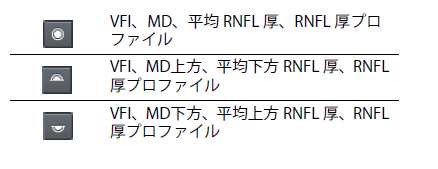 VFI、MD、平均 RNFL 厚、RNFL 厚プロ
ファイル
VFI、MD上方、平均下方 RNFL 厚、RNFL
厚プロファイル
VFI、MD下方、平均上方 RNFL 厚、RNFL
厚プロファイル